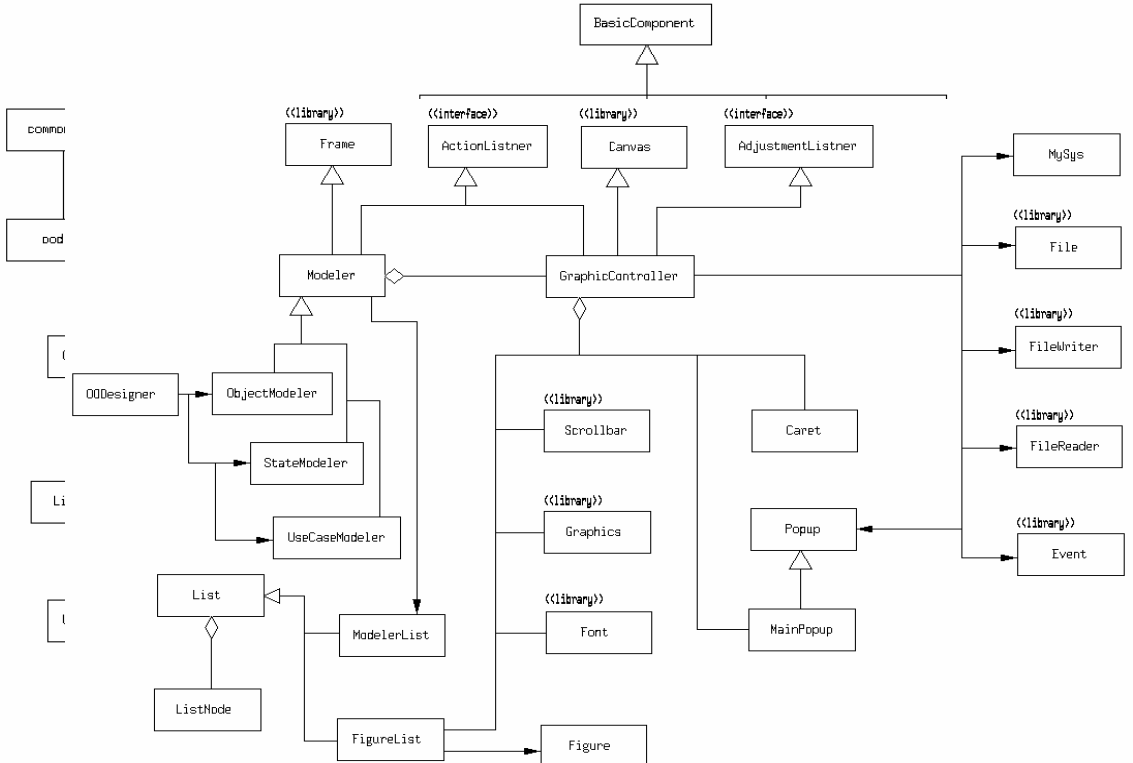 BasicComponent
((library))
((interface))
((library))
((interface))
Frame
ActionListner
Canvas
AdjustmentListner
MySys
((library))
File
Modeler
GraphicController
((library))
FileWriter
OODesigner
ObjectModeler
((library))
Scrollbar
Caret
((library))
FileReader
StateModeler
((library))
Graphics
Popup
((library))
Event
UseCaseModeler
List
((library))
ModelerList
Font
MainPopup
ListNode
FigureList
Figure